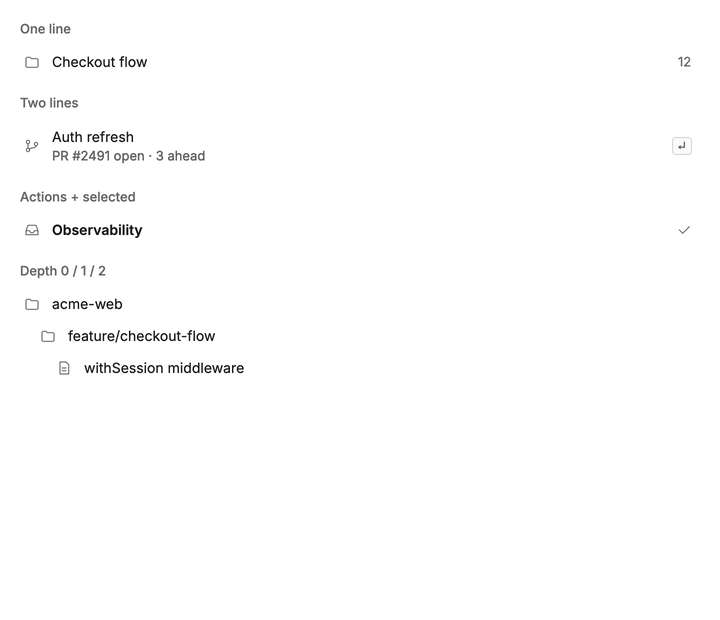 One line
Checkout flow 12
Two lines
Auth refresh
PR #2491 open · 3 ahead
Actions + selected
Observability
Depth 0 / 1 / 2
acme-web
feature/checkout-flow
withSession middleware